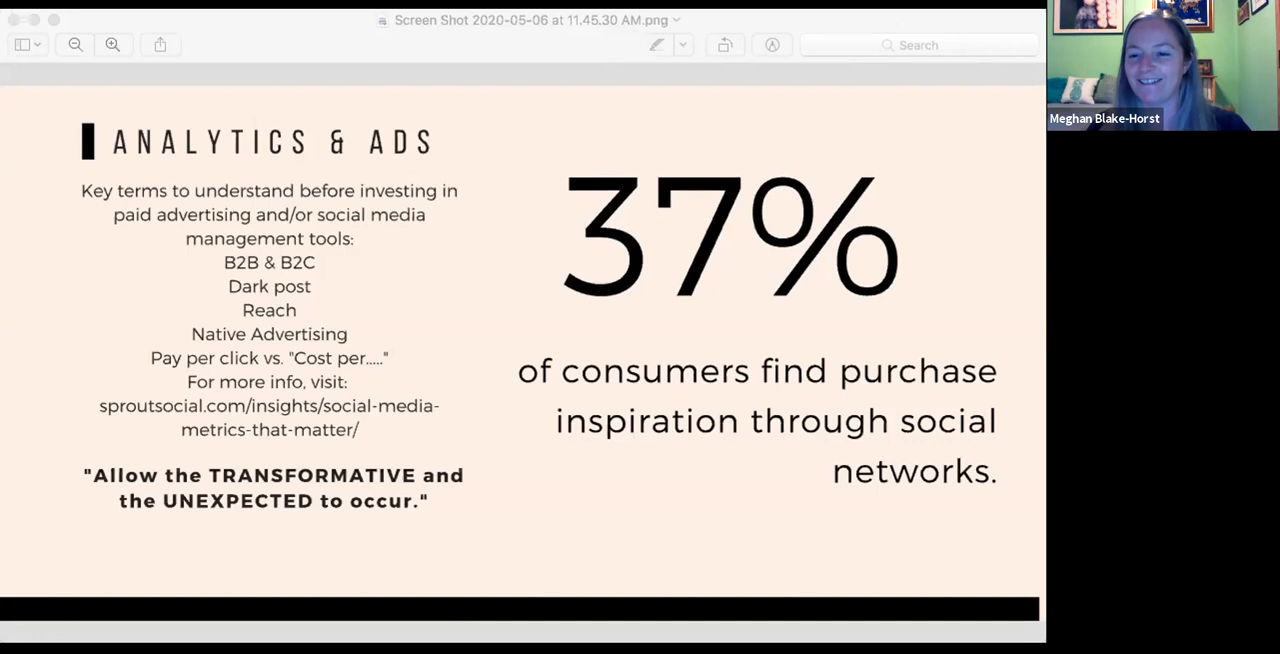 Screen Shot 2020-05-06 at 11.45.30 AM.png
Search
Meghan Blake-Horst
ANALYTICS & ADS
Key terms to understand before investing in
paid advertising and/or social media
management tools:
B2B & B2C
Dark post
Reach
Native Advertising
Pay per click vs. "Cost per....."
For more info, visit:
sproutsocial.com/insights/social-media-
metrics-that-matter/
"Allow the TRANSFORMATIVE and
the UNEXPECTED to occur."
37%
of consumers find purchase
inspiration through social
networks.